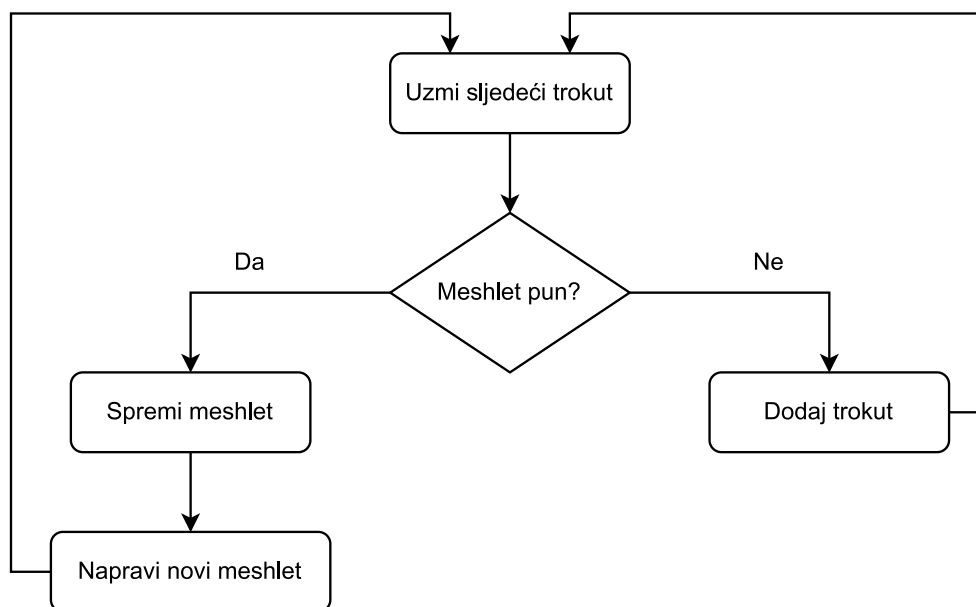 Uzmi sljedeći trokut
Meshlet pun?
Da
Ne
Spremi meshlet
Dodaj trokut
Napravi novi meshlet